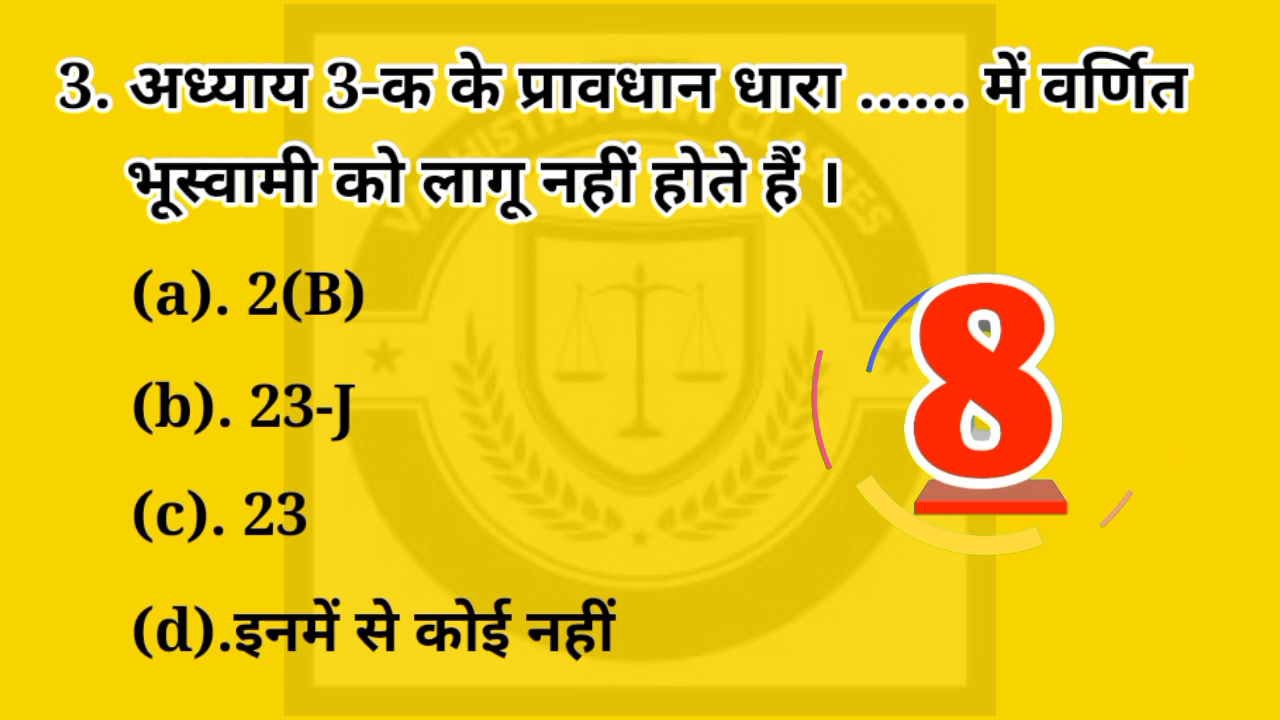 3. अध्याय 3-क के प्रावधान धारा ...... में वर्णित
भूस्वामी को लागू नहीं होते हैं ।
(a). 2(B)
(b). 23-J
(c). 23
(d).इनमें से कोई नहीं
8